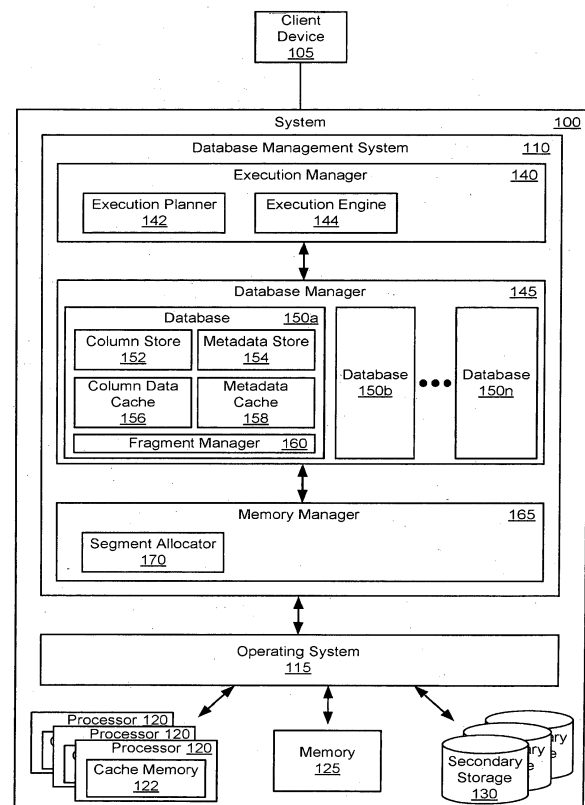 Client
Device
105
System 100
Database Management System 110
Execution Manager 140
Execution Planner
142
Execution Engine
144
Database Manager 145
Database 150a
Column Store
152
Metadata Store
154
Column Data
Cache
156
Metadata
Cache
158
Fragment Manager 160
Database
150b
Database
150n
Memory Manager 165
Segment Allocator
170
Operating System
115
Processor 120
Processor 120
Processor 120
Cache Memory
122
Memory
125
Secondary
Storage
130